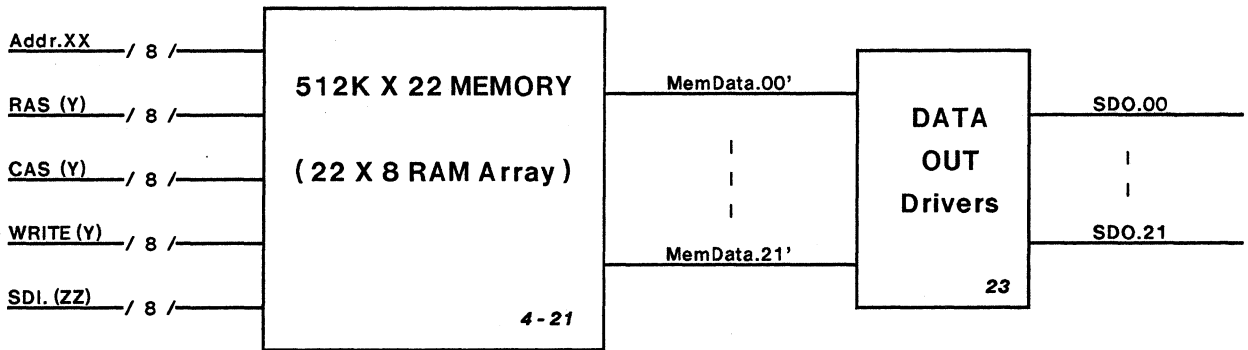 Addr.XX / 8 /
RAS (Y) / 8 /
CAS (Y) / 8 /
WRITE (Y) / 8 /
SDI. (ZZ) / 8 /
512K X 22 MEMORY
( 22 X 8 RAM Array )
4 - 21
MemData.00'
MemData.21'
DATA
OUT
Drivers
23
SDO.00
SDO.21